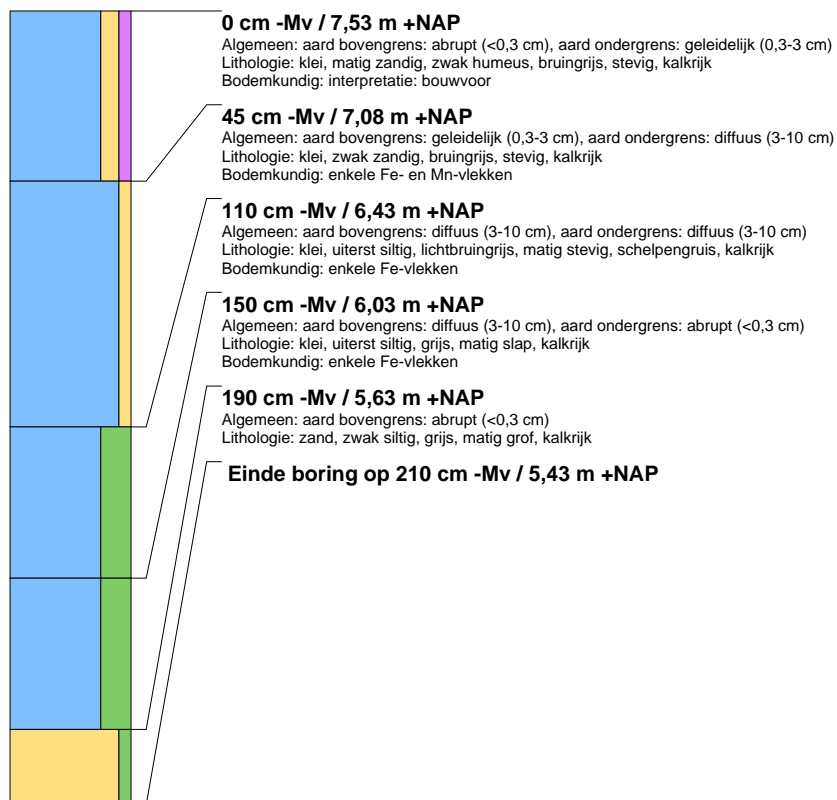 0 cm -Mv / 7,53 m +NAP
Algemeen: aard bovengrens: abrupt (<0,3 cm), aard ondergrens: geleidelijk (0,3-3 cm)
Lithologie: klei, matig zandig, zwak humeus, bruingrijs, stevig, kalkrijk
Bodemkundig: interpretatie: bouwvoor
45 cm -Mv / 7,08 m +NAP
Algemeen: aard bovengrens: geleidelijk (0,3-3 cm), aard ondergrens: diffuus (3-10 cm)
Lithologie: klei, zwak zandig, bruingrijs, stevig, kalkrijk
Bodemkundig: enkele Fe- en Mn-vlekken
110 cm -Mv / 6,43 m +NAP
Algemeen: aard bovengrens: diffuus (3-10 cm), aard ondergrens: diffuus (3-10 cm)
Lithologie: klei, uiterst siltig, lichtbruingrijs, matig stevig, schelpengruis, kalkrijk
Bodemkundig: enkele Fe-vlekken
150 cm -Mv / 6,03 m +NAP
Algemeen: aard bovengrens: diffuus (3-10 cm), aard ondergrens: abrupt (<0,3 cm)
Lithologie: klei, uiterst siltig, grijs, matig slap, kalkrijk
Bodemkundig: enkele Fe-vlekken
190 cm -Mv / 5,63 m +NAP
Algemeen: aard bovengrens: abrupt (<0,3 cm)
Lithologie: zand, zwak siltig, grijs, matig grof, kalkrijk
Einde boring op 210 cm -Mv / 5,43 m +NAP